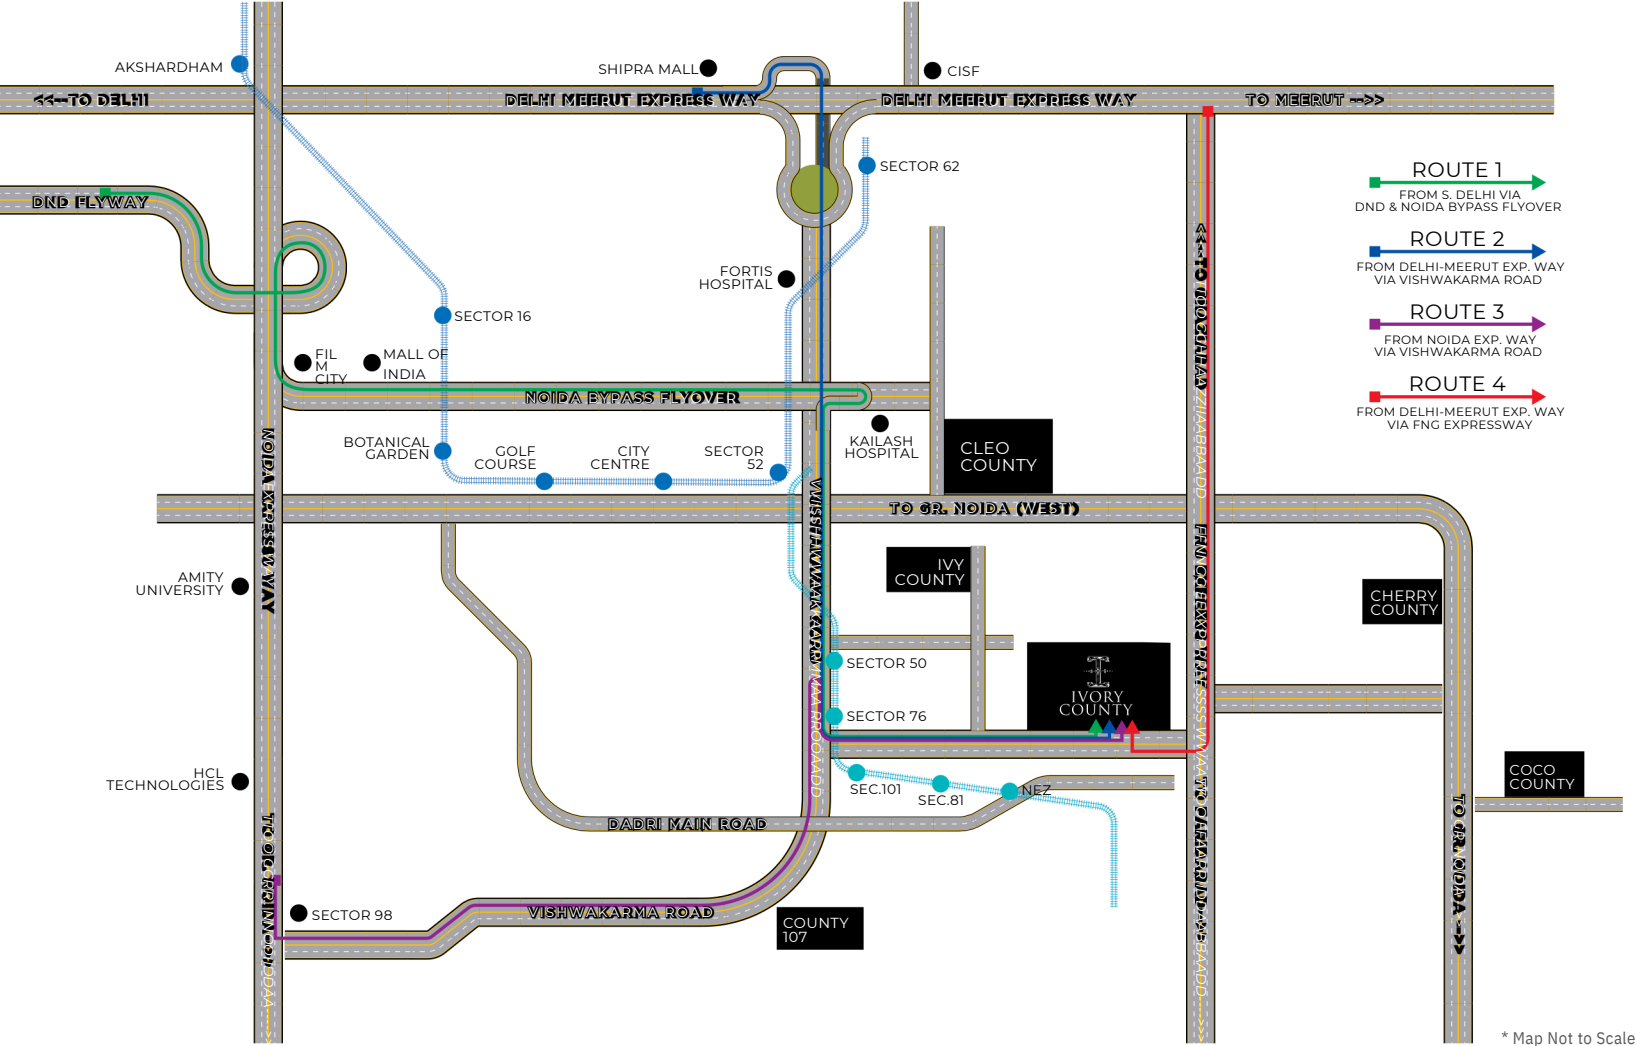 AKSHARDHAM
SHIPRA MALL
CISF
<<--TO DELHI
DELHI MEERUT EXPRESS WAY
DELHI MEERUT EXPRESS WAY
TO MEERUT -->>
SECTOR 62
DND FLYWAY
ROUTE 1
FROM S. DELHI VIA
DND & NOIDA BYPASS FLYOVER
ROUTE 2
FROM DELHI-MEERUT EXP. WAY
VIA VISHWAKARMA ROAD
ROUTE 3
FROM NOIDA EXP. WAY
VIA VISHWAKARMA ROAD
ROUTE 4
FROM DELHI-MEERUT EXP. WAY
VIA FNG EXPRESSWAY
FORTIS
HOSPITAL
SECTOR 16
FIL
M
CITY
MALL OF
INDIA
NOIDA BYPASS FLYOVER
BOTANICAL
GARDEN
GOLF
COURSE
CITY
CENTRE
SECTOR
52
KAILASH
HOSPITAL
CLEO
COUNTY
NOIDA EXPRESS WAY
TO GR. NOIDA (WEST)
VISHWAKARMA ROAD
AMITY
UNIVERSITY
IVY
COUNTY
CHERRY
COUNTY
SECTOR 50
SECTOR 76
IVORY
COUNTY
HCL
TECHNOLOGIES
SEC.101
SEC.81
NEZ
COCO
COUNTY
DADRI MAIN ROAD
TO GR NOIDA -->>
SECTOR 98
VISHWAKARMA ROAD
COUNTY
107
* Map Not to Scale